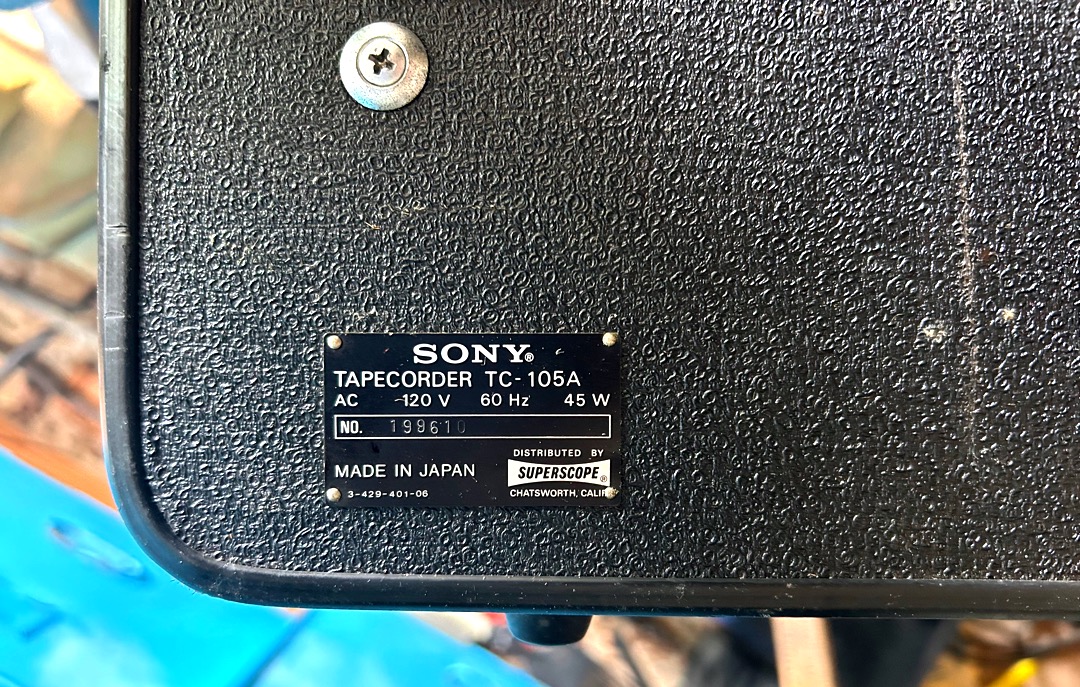 SONY®
TAPECORDER TC-105A
AC 120 V 60 Hz 45 W
NO. 199610
MADE IN JAPAN
3-429-401-06
DISTRIBUTED BY
SUPERSCOPE®
CHATSWORTH, CALIF